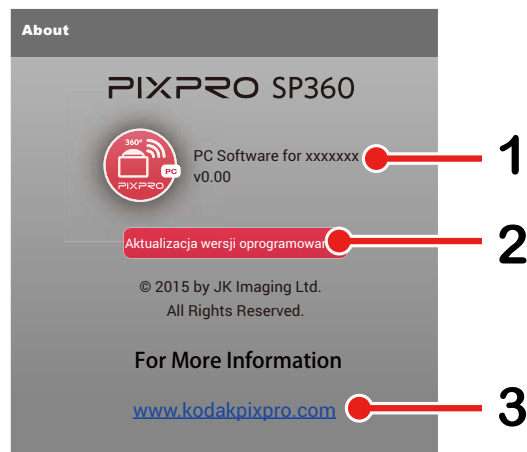 About
PIXPRO SP360
360°
PC
PIXPRO
PC Software for xxxxxxx
v0.00
1
Aktualizacja wersji
2
© 2015 by JK Imaging Ltd.
All Rights Reserved.
For More Information
www.kodakpixpro.com
3